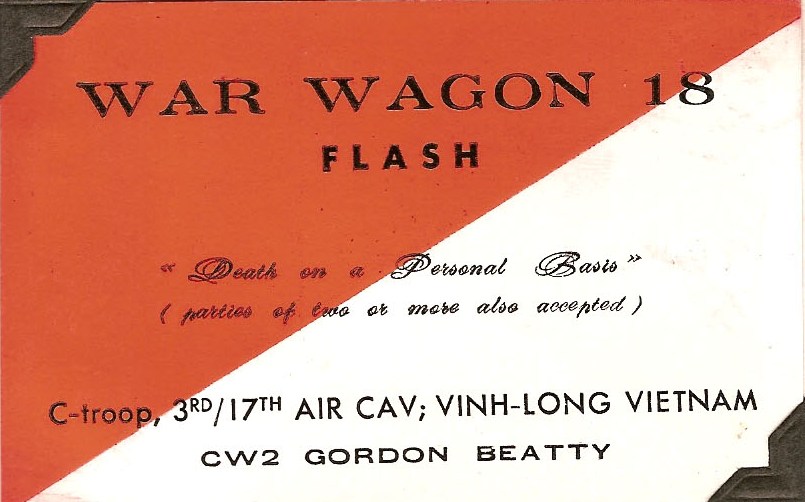 WAR WAGON 18
FLASH
"Death on a Personal Basis"
(parties of two or more also accepted)
C-troop, 3RD/17TH AIR CAV; VINH-LONG VIETNAM
CW2 GORDON BEATTY